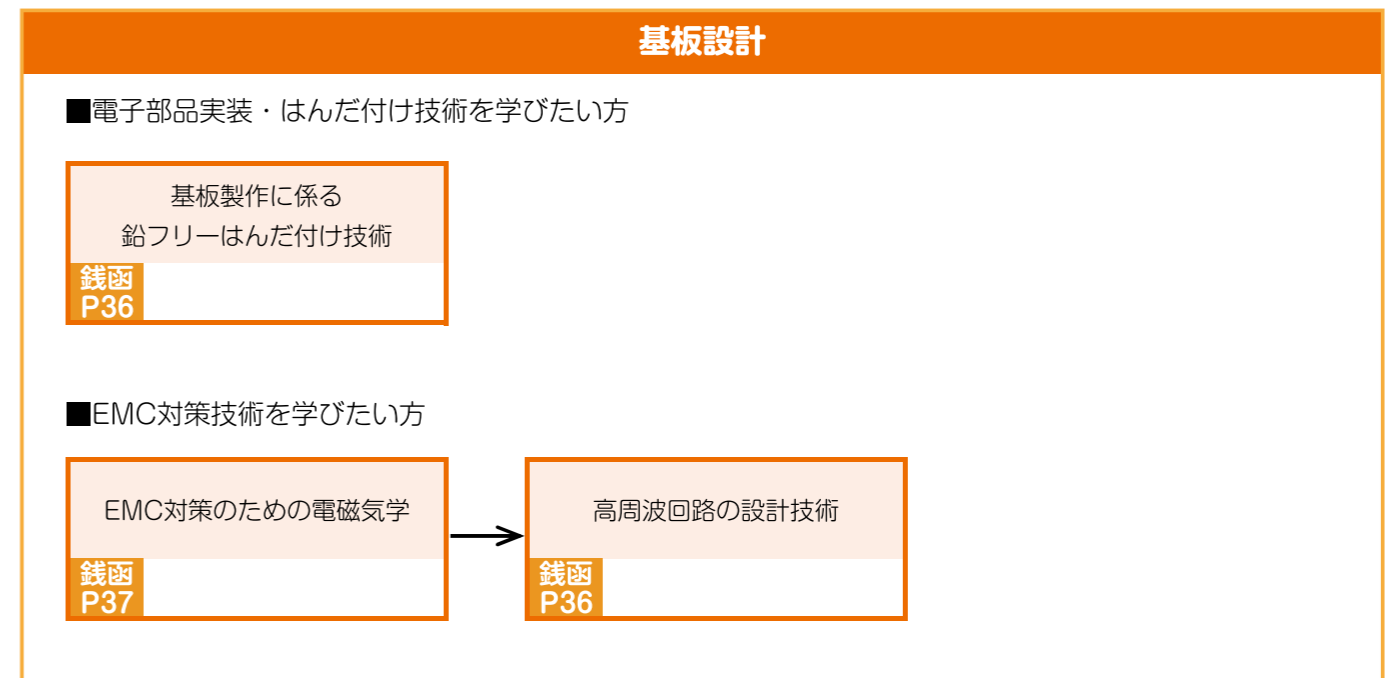 基板設計
■電子部品実装・はんだ付け技術を学びたい方
基板製作に係る
鉛フリーはんだ付け技術
銭函
P36
■EMC対策技術を学びたい方
EMC対策のための電磁気学
銭函
P37
高周波回路の設計技術
銭函
P36